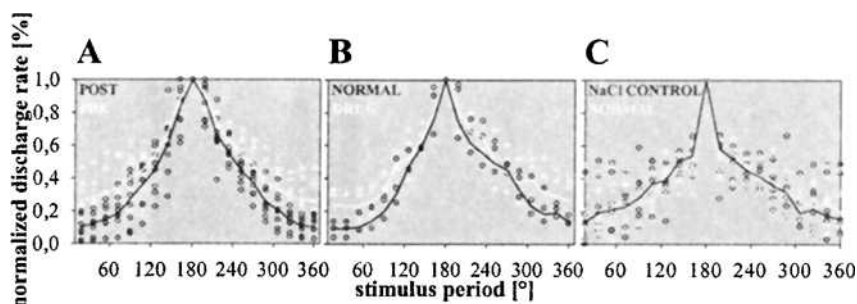 A B C
normalized discharge rate [%]
1,0
0,8
0,6
0,4
0,2
0,0
POST
PRE
NORMAL
NaCl CONTROL
NORMAL
60 120 180 240 300 360 60 120 180 240 300 360 60 120 180 240 300 360
stimulus period [°]